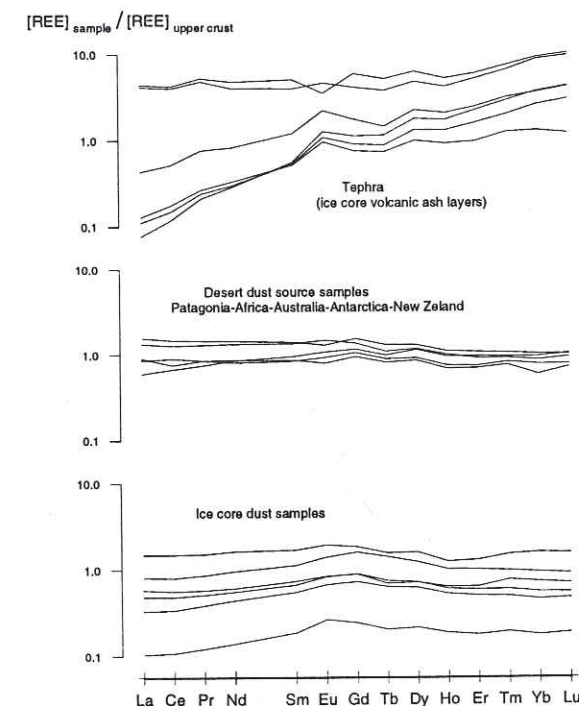 [REE] sample / [REE] upper crust
10.0
1.0
0.1
Tephra
(ice core volcanic ash layers)
10.0
1.0
0.1
Desert dust source samples
Patagonia-Africa-Australia-Antarctica-New Zeland
10.0
1.0
0.1
Ice core dust samples
La Ce Pr Nd Sm Eu Gd Tb Dy Ho Er Tm Yb Lu